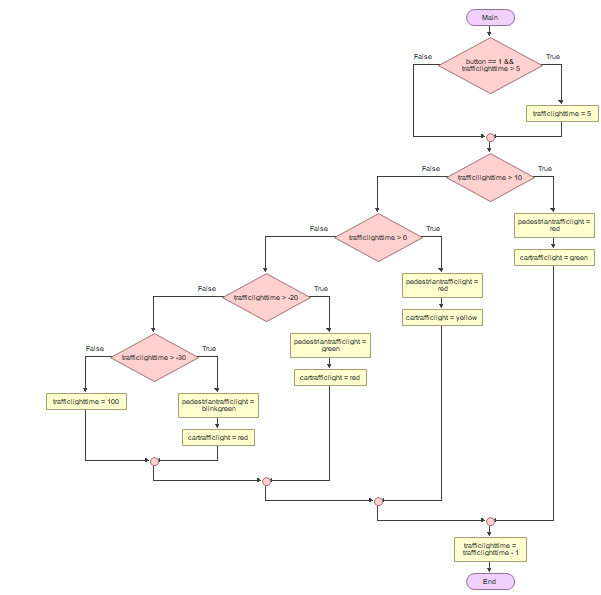 Main
button == 1 &&
trafficlighttime > 5
False
True
trafficlighttime = 5
trafficlighttime > 10
False
True
pedestriantrafficlight =
red
cartrafficlight = green
trafficlighttime > 0
False
True
pedestriantrafficlight =
red
cartrafficlight = yellow
trafficlighttime > -20
False
True
pedestriantrafficlight =
green
cartrafficlight = red
trafficlighttime > -30
False
True
trafficlighttime = 100
pedestriantrafficlight =
blinkgreen
cartrafficlight = red
trafficlighttime =
trafficlighttime - 1
End